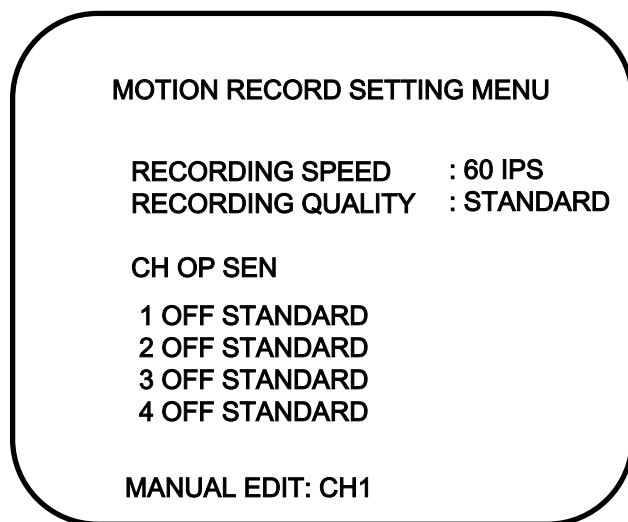 MOTION RECORD SETTING MENU
RECORDING SPEED : 60 IPS
RECORDING QUALITY : STANDARD
CH OP SEN
1 OFF STANDARD
2 OFF STANDARD
3 OFF STANDARD
4 OFF STANDARD
MANUAL EDIT: CH1